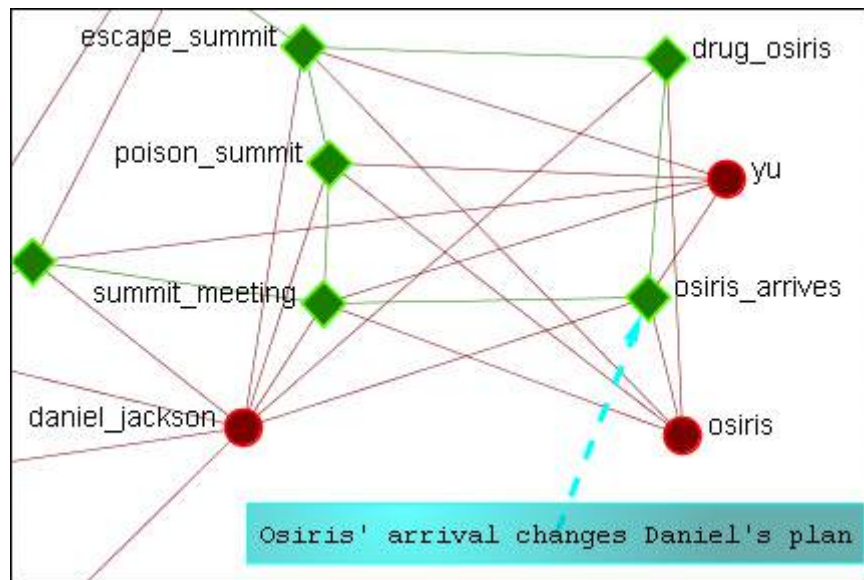 escape_summit
drug_osiris
poison_summit
yu
summit_meeting
osiris_arrives
daniel_jackson
osiris
Osiris' arrival changes Daniel's plan